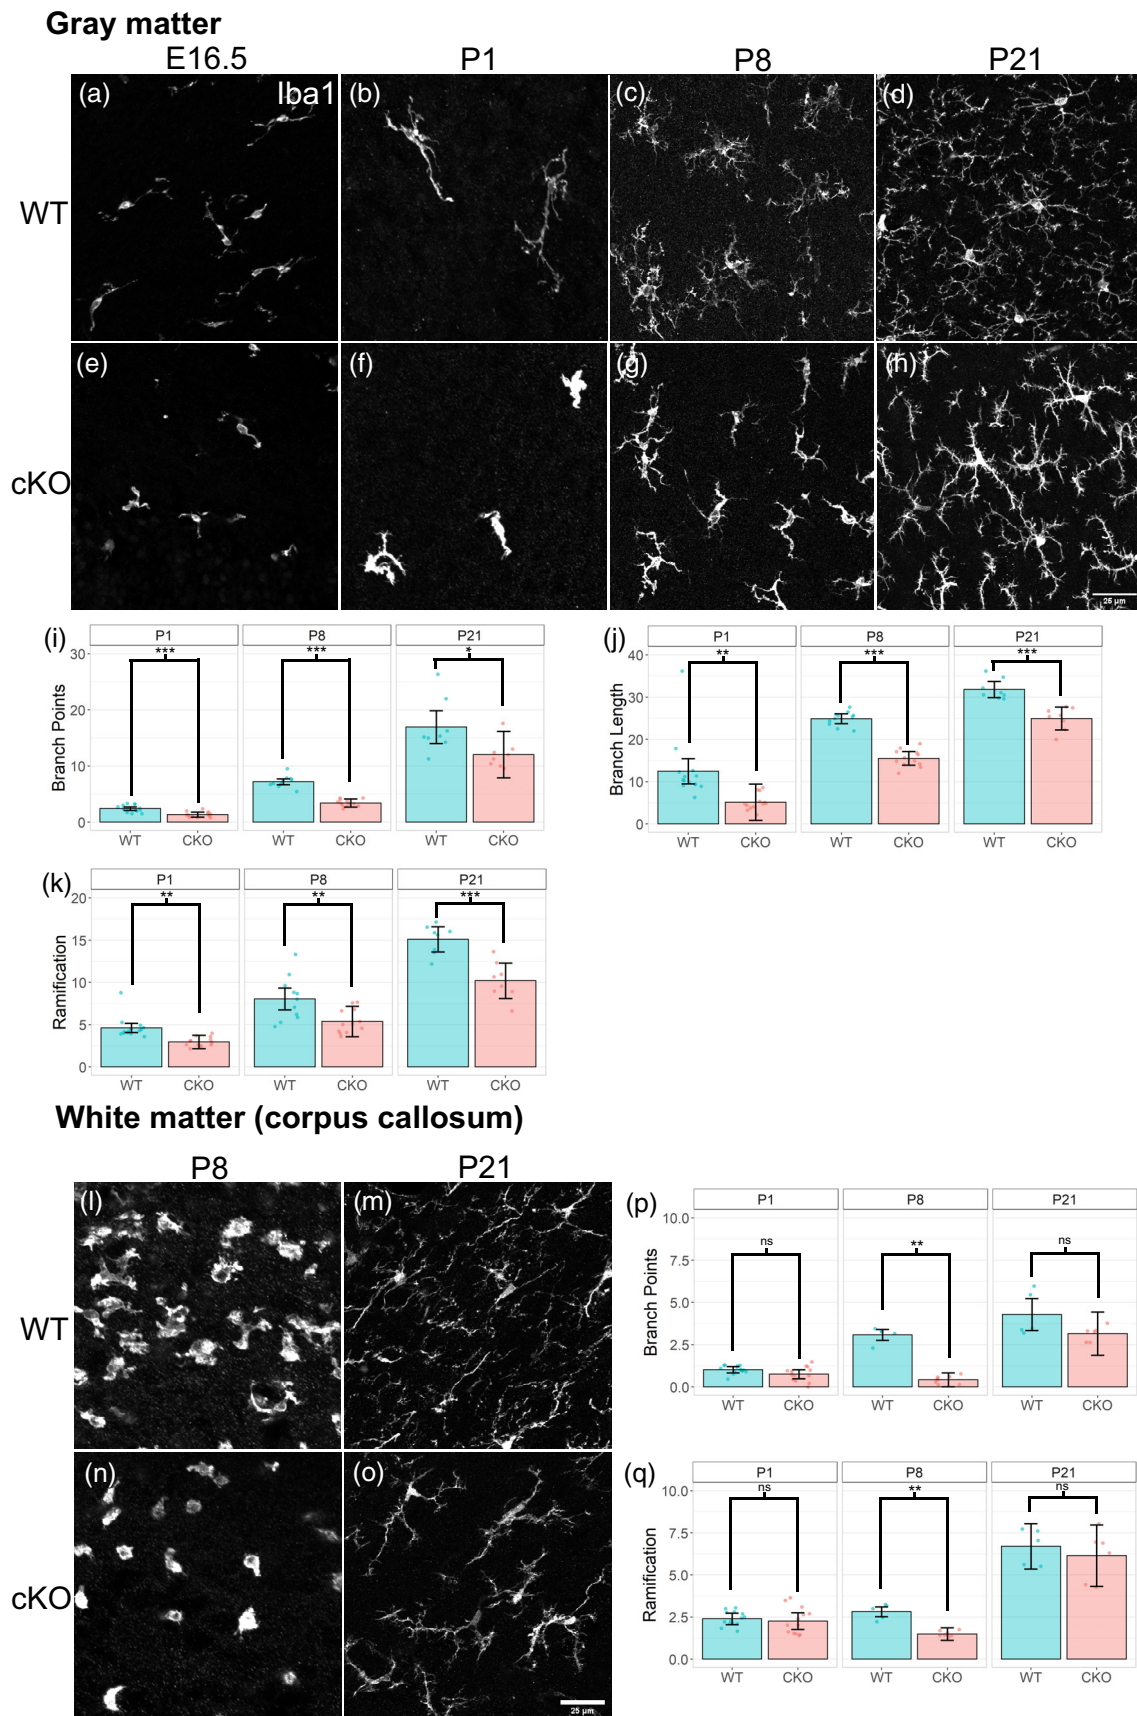 Gray matter
E16.5 P1 P8 P21
(a) Iba1 (b) (c) (d)
WT
(e) (f) (g) (h)
cKO
25 μm
(i) P1 P8 P21
*** *** *
Branch Points
30
20
10
0
WT CKO WT CKO WT CKO
(j) P1 P8 P21
** *** ***
Branch Length
40
30
20
10
0
WT CKO WT CKO WT CKO
(k) P1 P8 P21
** ** ***
Ramification
20
15
10
5
0
WT CKO WT CKO WT CKO
White matter (corpus callosum)
P8 P21
(l) (m)
WT
(n) (o)
cKO
25 μm
(p) P1 P8 P21
ns ** ns
Branch Points
10.0
7.5
5.0
2.5
0.0
WT CKO WT CKO WT CKO
(q) P1 P8 P21
ns ** ns
Ramification
10.0
7.5
5.0
2.5
0.0
WT CKO WT CKO WT CKO